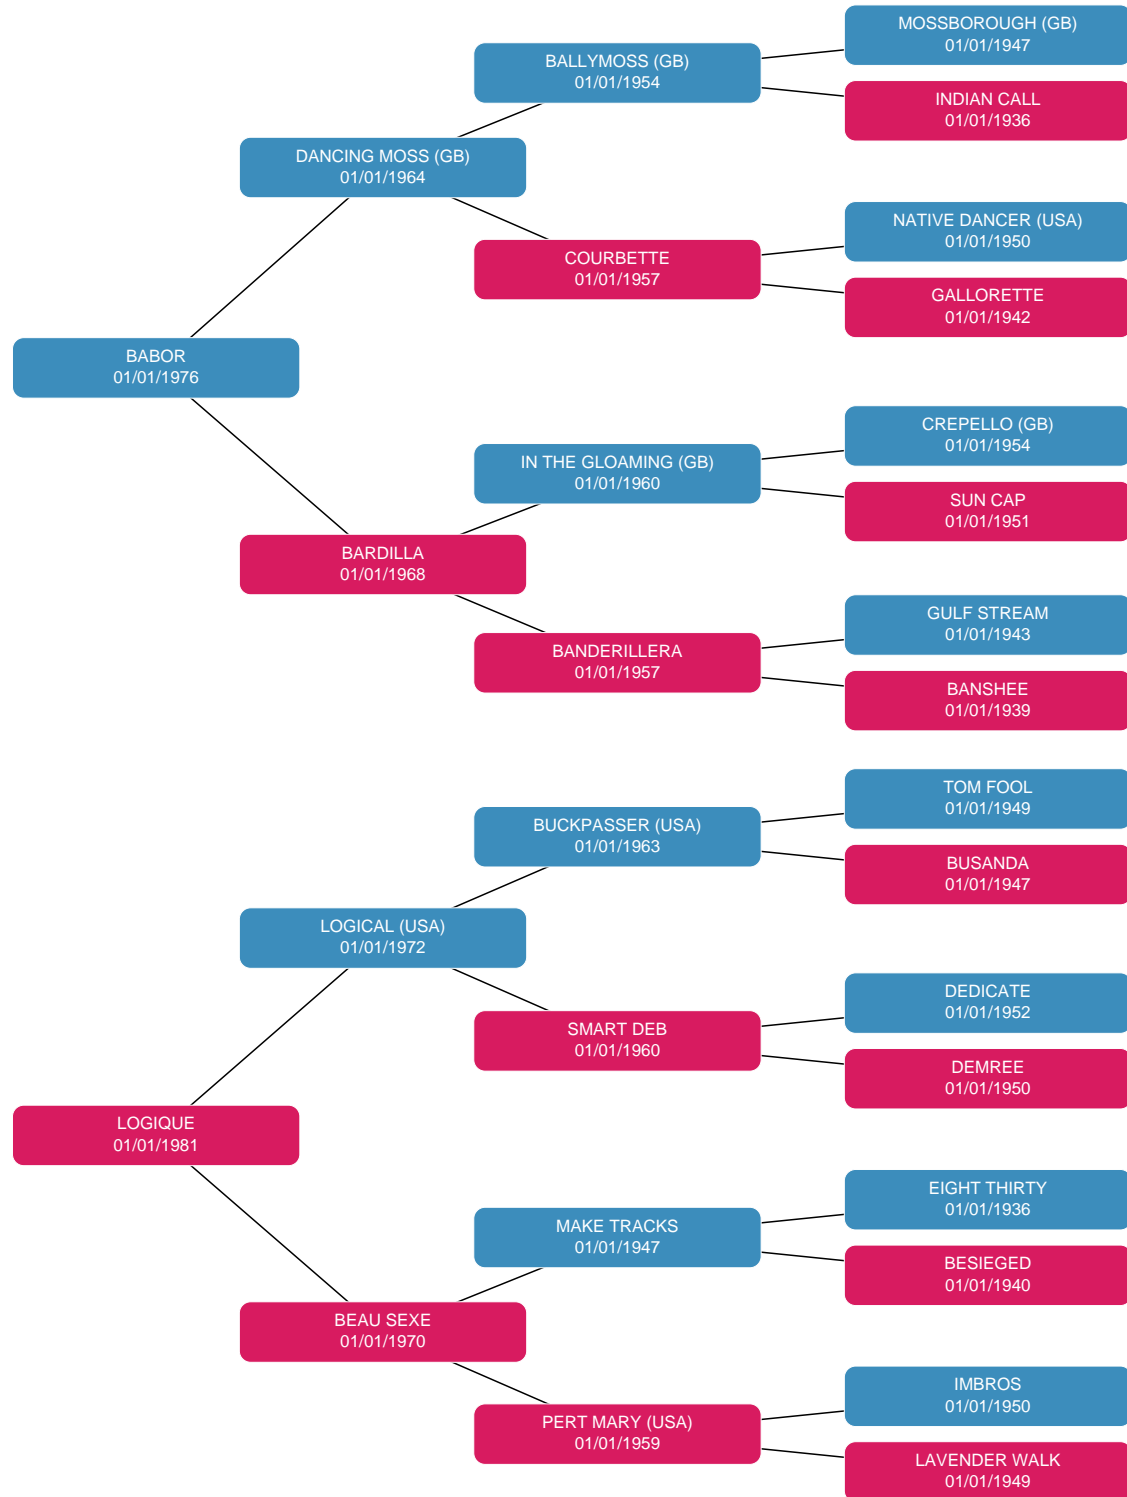 MOSSBOROUGH (GB)
01/01/1947
BALLYMOSS (GB)
01/01/1954
INDIAN CALL
01/01/1936
DANCING MOSS (GB)
01/01/1964
NATIVE DANCER (USA)
01/01/1950
COURBETTE
01/01/1957
GALLORETTE
01/01/1942
BABOR
01/01/1976
CREPELLO (GB)
01/01/1954
IN THE GLOAMING (GB)
01/01/1960
SUN CAP
01/01/1951
BARDILLA
01/01/1968
GULF STREAM
01/01/1943
BANDERILLERA
01/01/1957
BANSHEE
01/01/1939
TOM FOOL
01/01/1949
BUCKPASSER (USA)
01/01/1963
BUSANDA
01/01/1947
LOGICAL (USA)
01/01/1972
DEDICATE
01/01/1952
SMART DEB
01/01/1960
DEMREE
01/01/1950
LOGIQUE
01/01/1981
EIGHT THIRTY
01/01/1936
MAKE TRACKS
01/01/1947
BESIEGED
01/01/1940
BEAU SEXE
01/01/1970
IMBROS
01/01/1950
PERT MARY (USA)
01/01/1959
LAVENDER WALK
01/01/1949